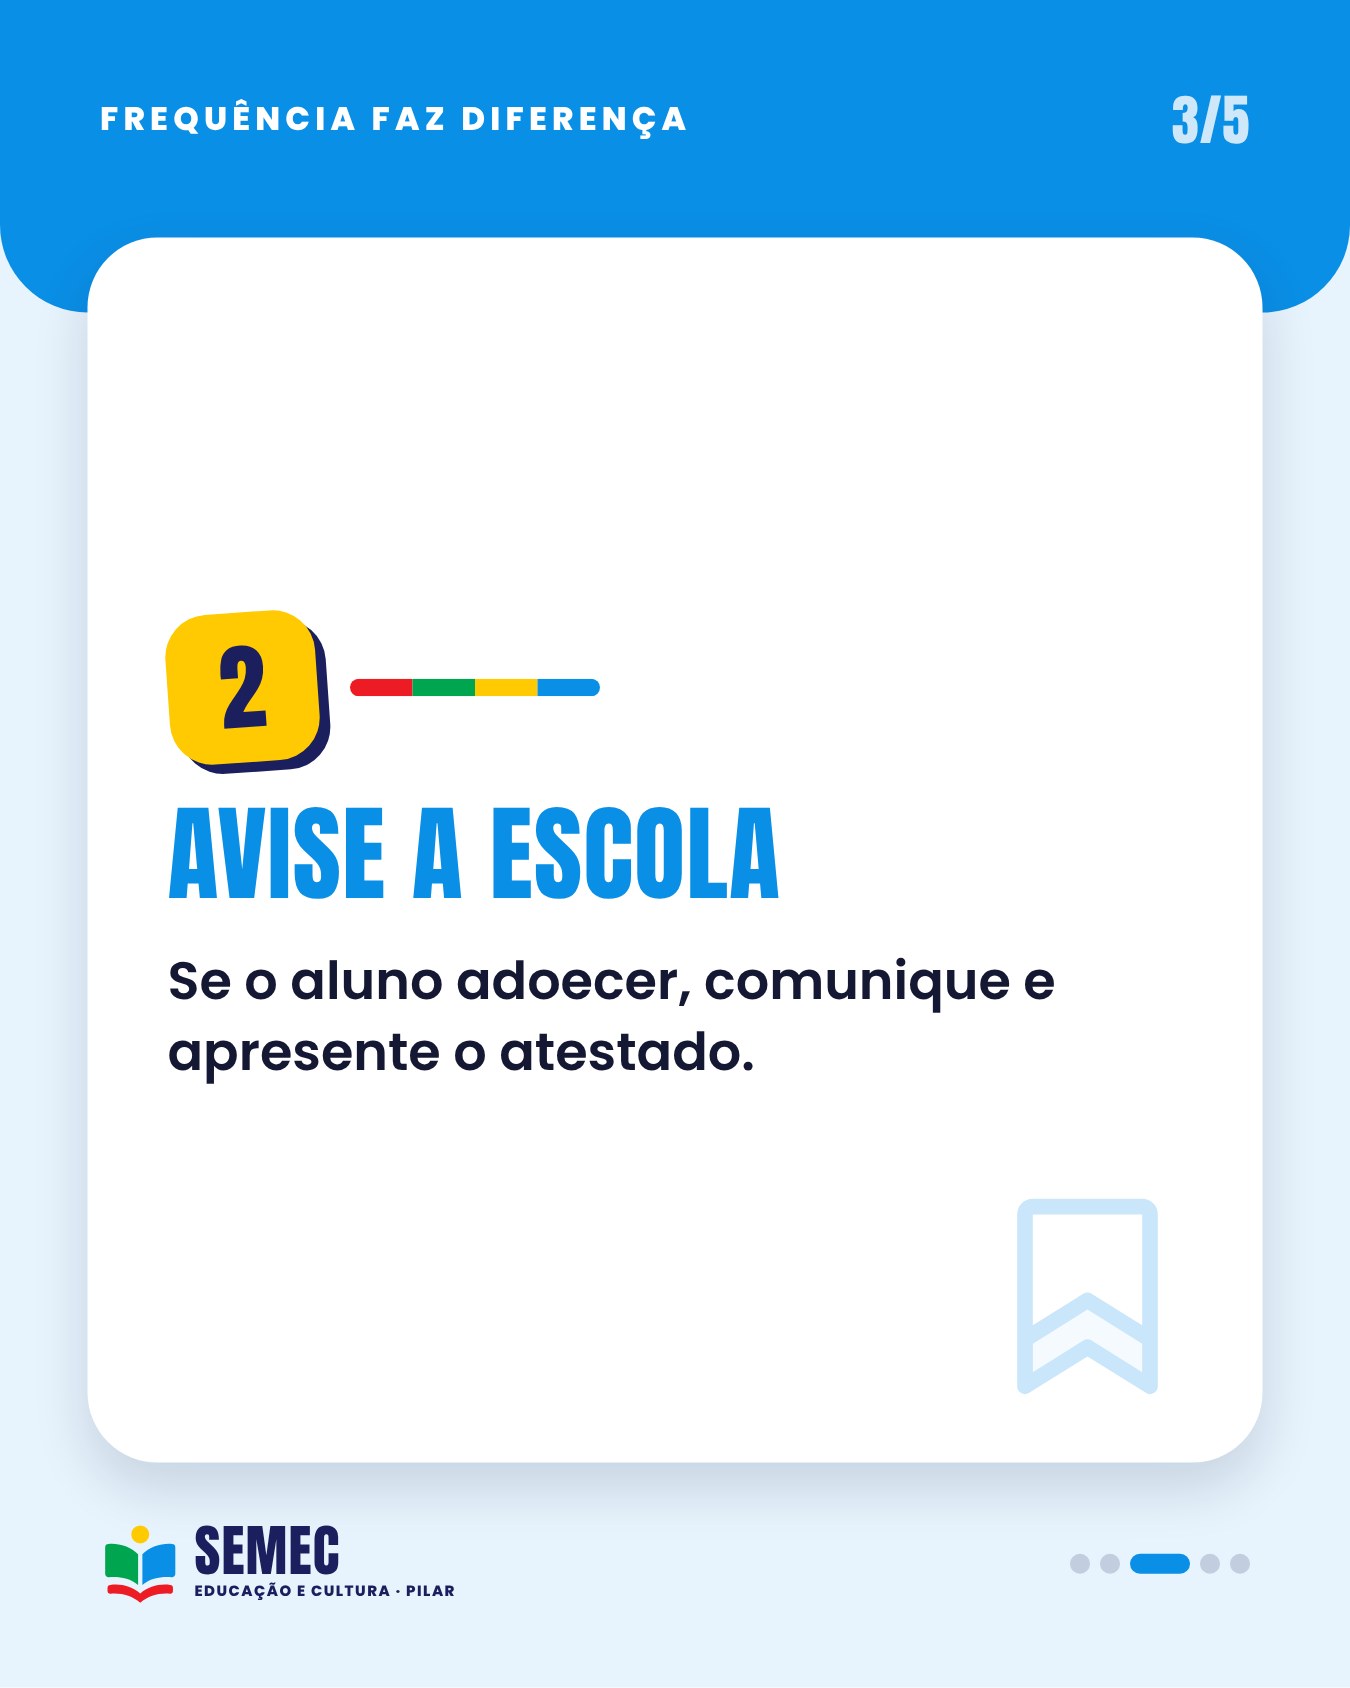 FREQUÊNCIA FAZ DIFERENÇA
3/5
2
AVISE A ESCOLA
Se o aluno adoecer, comunique e
apresente o atestado.
SEMEC
EDUCAÇÃO E CULTURA · PILAR